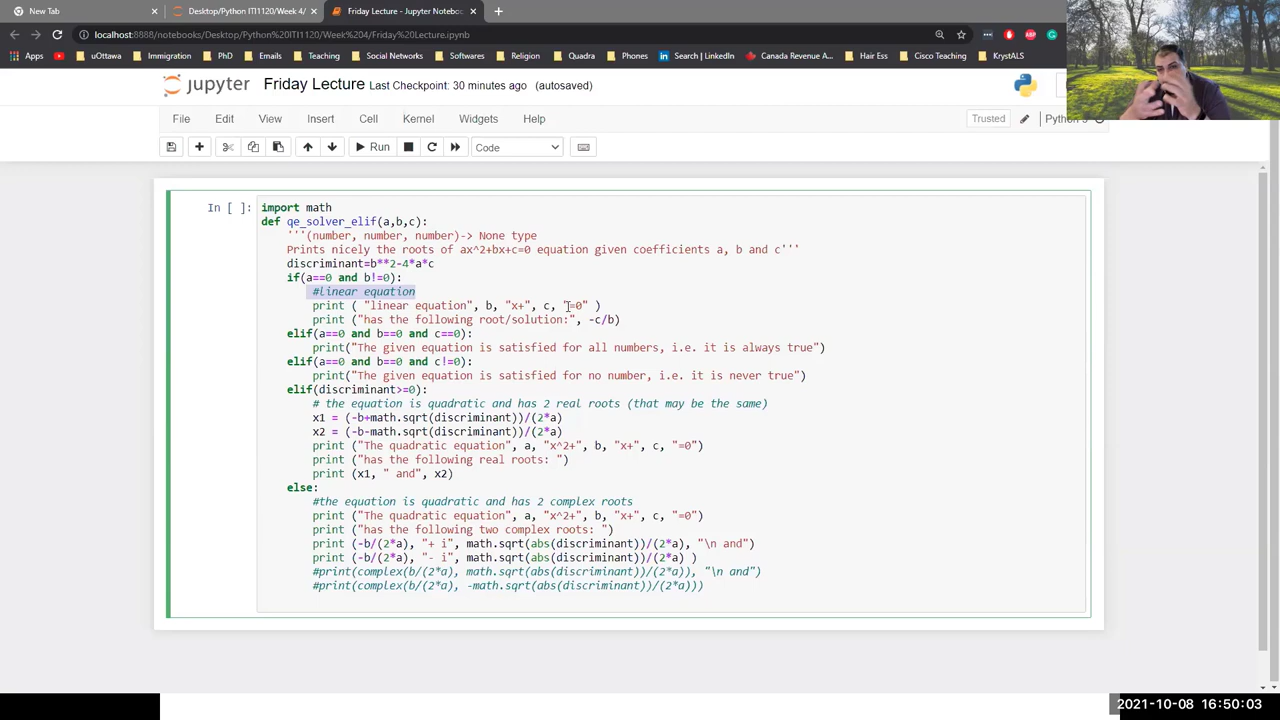 New Tab
Desktop/Python ITI1120/Week 4/
Friday Lecture - Jupyter Noteboo
localhost:8888/notebooks/Desktop/Python%20ITI1120/Week%204/Friday%20Lecture.ipynb
Apps
uOttawa
Immigration
Emails
Teaching
Social Networks
Softwares
Religion
Quadra
Phones
Search | LinkedIn
Canada Revenue A...
Hair Ess
Cisco Teaching
KrystALS
jupyter
Friday Lecture Last Checkpoint: 30 minutes ago (autosaved)
File Edit View Insert Cell Kernel Widgets Help
Trusted
Run
Code
In [ ]:
import math
def qe_solver_elif(a,b,c):
    '''(number, number, number)-> None type
    Prints nicely the roots of ax^2+bx+c=0 equation given coefficients a, b and c'''
    discriminant=b**2-4*a*c
    if(a==0 and b!=0):
        #linear equation
        print ( "linear equation", b, "x+", c, "=0" )
        print ("has the following root/solution:", -c/b)
    elif(a==0 and b==0 and c==0):
        print("The given equation is satisfied for all numbers, i.e. it is always true")
    elif(a==0 and b==0 and c!=0):
        print("The given equation is satisfied for no number, i.e. it is never true")
    elif(discriminant>=0):
        # the equation is quadratic and has 2 real roots (that may be the same)
        x1 = (-b+math.sqrt(discriminant))/(2*a)
        x2 = (-b-math.sqrt(discriminant))/(2*a)
        print ("The quadratic equation", a, "x^2+", b, "x+", c, "=0")
        print ("has the following real roots: ")
        print (x1, " and", x2)
    else:
        #the equation is quadratic and has 2 complex roots
        print ("The quadratic equation", a, "x^2+", b, "x+", c, "=0")
        print ("has the following two complex roots: ")
        print (-b/(2*a), "+ i", math.sqrt(abs(discriminant))/(2*a), "\n and")
        print (-b/(2*a), "- i", math.sqrt(abs(discriminant))/(2*a) )
        #print(complex(b/(2*a), math.sqrt(abs(discriminant))/(2*a)), "\n and")
        #print(complex(b/(2*a), -math.sqrt(abs(discriminant))/(2*a)))
2021-10-08 16:50:03